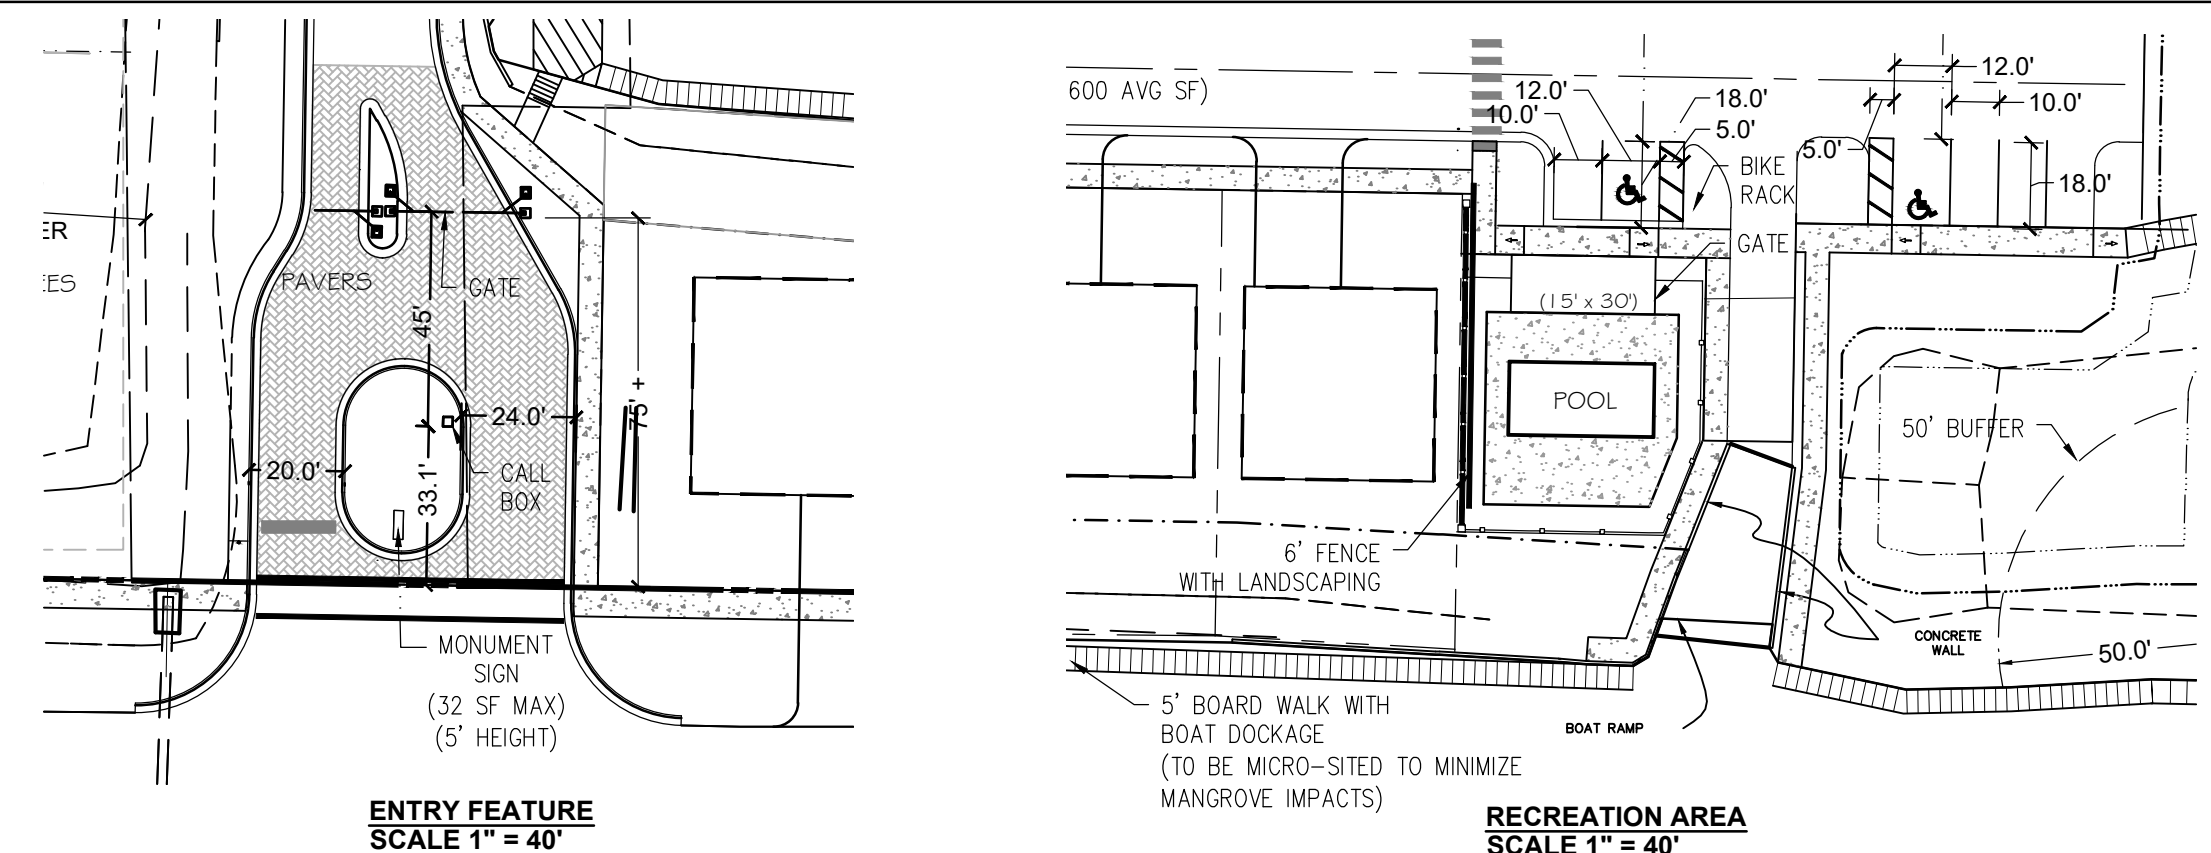 ER
EES
PAVERS
GATE
45'
75' +
24.0'
20.0'
33.1'
CALL
BOX
MONUMENT
SIGN
(32 SF MAX)
(5' HEIGHT)
ENTRY FEATURE
SCALE 1" = 40'
600 AVG SF)
12.0'
10.0'
18.0'
5.0'
BIKE
RACK
GATE
12.0'
10.0'
5.0'
18.0'
(15' x 30')
POOL
50' BUFFER
6' FENCE
WITH LANDSCAPING
CONCRETE
WALL
50.0'
5' BOARD WALK WITH
BOAT DOCKAGE
(TO BE MICRO-SITED TO MINIMIZE
MANGROVE IMPACTS)
BOAT RAMP
RECREATION AREA
SCALE 1" = 40'